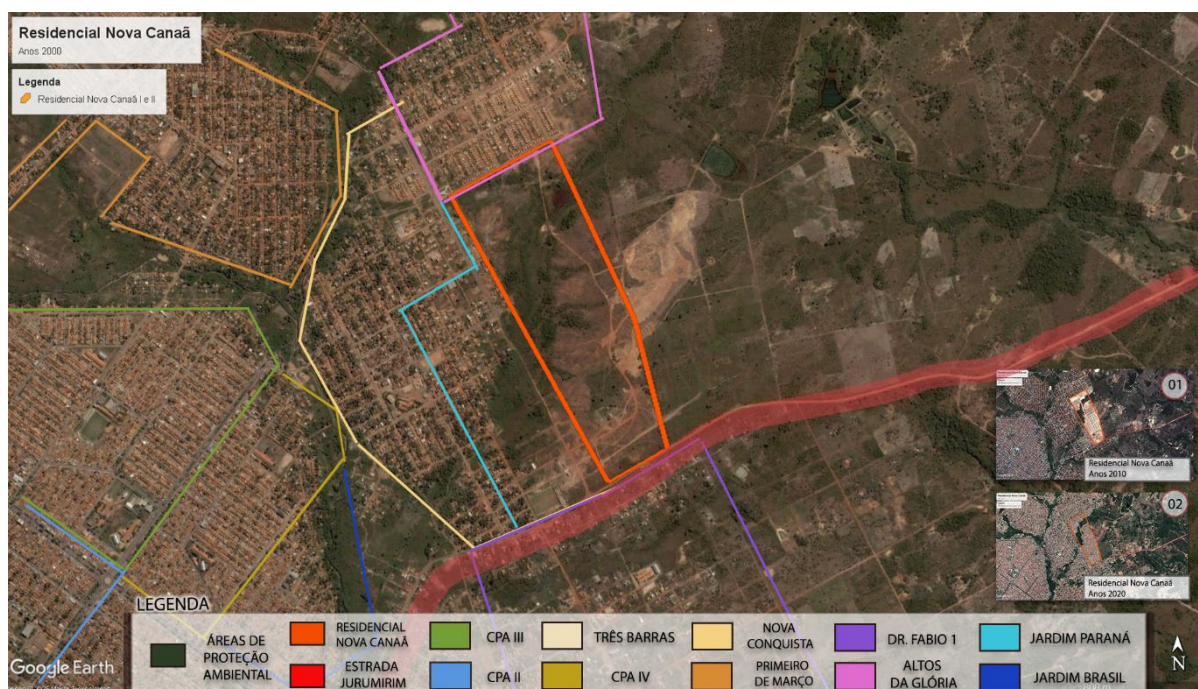 Residencial Nova Canaã
Anos 2000
Legenda
Residencial Nova Canaã I e II
01
Residencial Nova Canaã
Anos 2010
02
Residencial Nova Canaã
Anos 2020
LEGENDA
ÁREAS DE
PROTEÇÃO
AMBIENTAL
RESIDENCIAL
NOVA CANAÃ
ESTRADA
JURUMIRIM
CPA III
CPA II
TRÊS BARRAS
CPA IV
NOVA
CONQUISTA
PRIMEIRO
DE MARÇO
DR. FABIO 1
ALTOS
DA GLÓRIA
JARDIM PARANÁ
JARDIM BRASIL
N
Google Earth